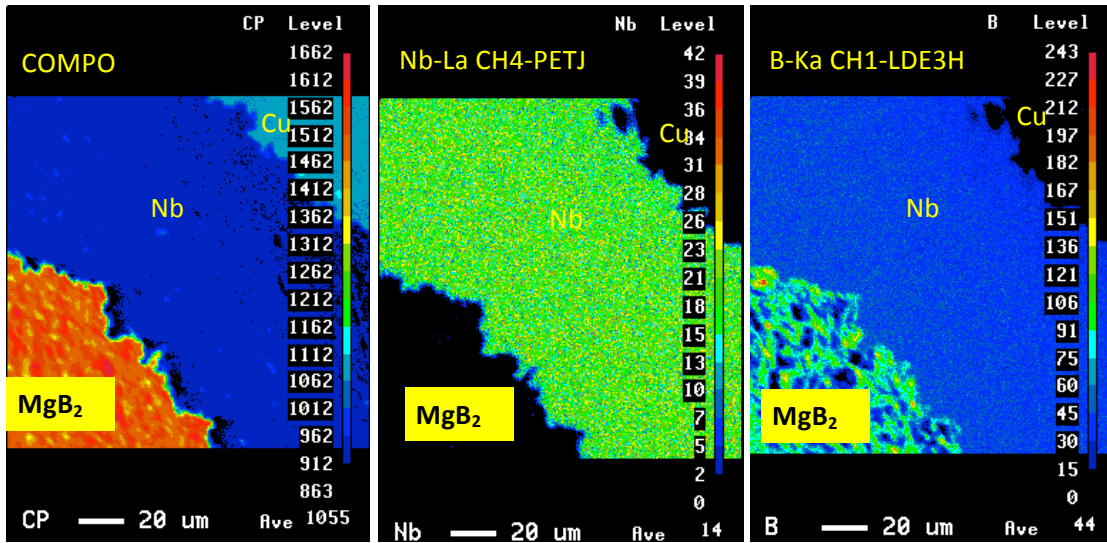 CP Level
1662
COMPO
1612
1562
Cu
1512
1462
1412
Nb
1362
1312
1262
1212
1162
1112
1062
MgB₂
1012
962
912
863
CP 20 um Ave 1055
Nb Level
42
Nb-La CH4-PETJ
39
36
Cu
34
31
28
Nb
26
23
21
18
15
13
10
MgB₂
7
5
2
0
Nb 20 um Ave 14
B Level
243
B-Ka CH1-LDE3H
227
212
Cu
197
182
167
Nb
151
136
121
106
91
75
60
MgB₂
45
30
15
0
B 20 um Ave 44